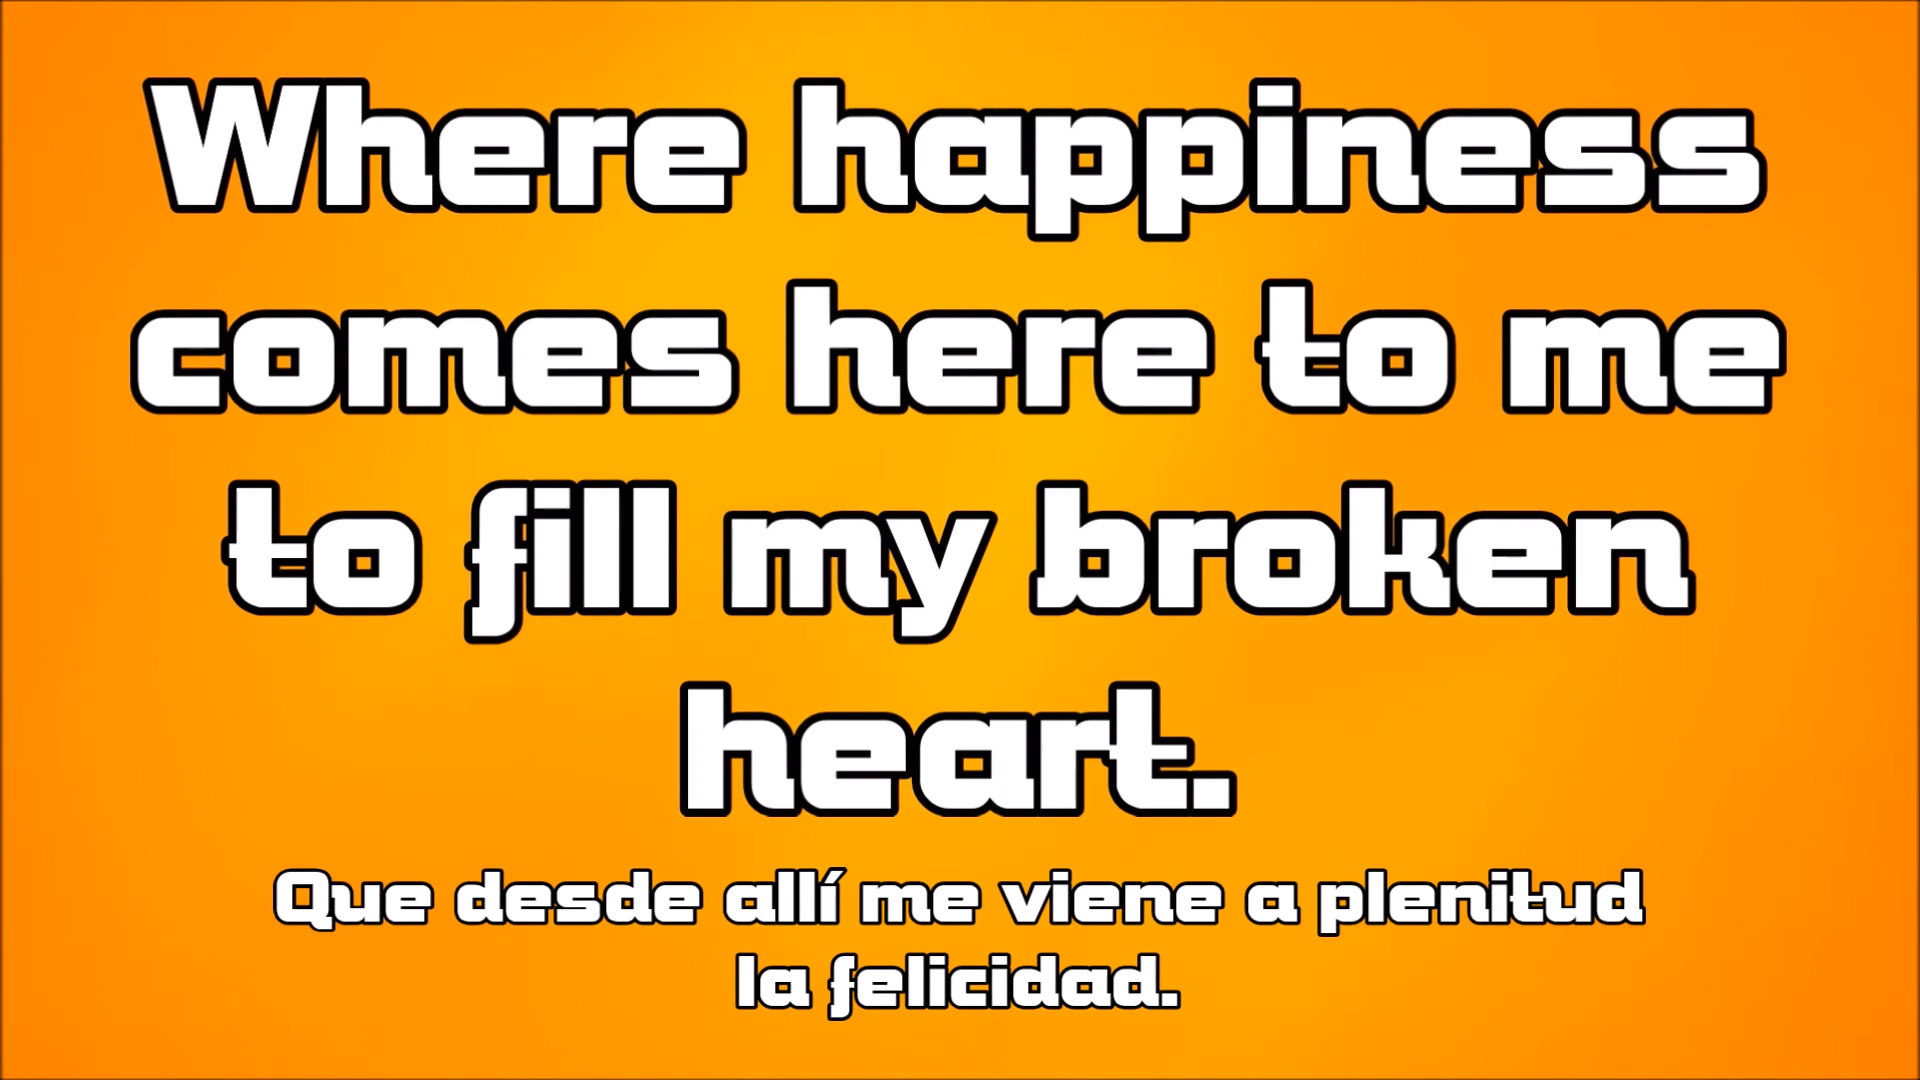 Where happiness
comes here to me
to fill my broken
heart.
Que desde allí me viene a plenitud
la felicidad.